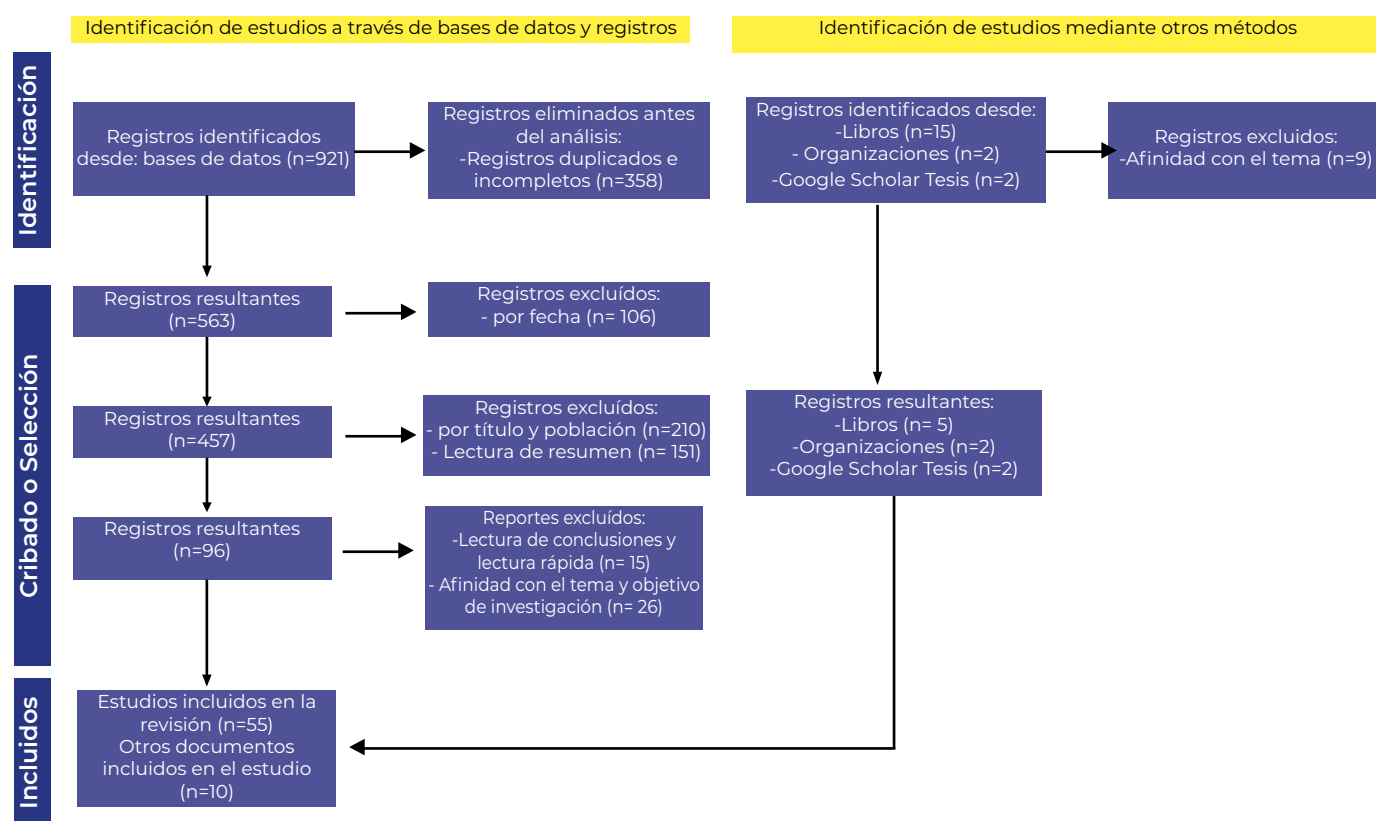 Identificación de estudios a través de bases de datos y registros
Identificación de estudios mediante otros métodos
Identificación
Registros identificados
desde: bases de datos (n=921)
Registros eliminados antes
del análisis:
-Registros duplicados e
incompletos (n=358)
Registros identificados desde:
-Libros (n=15)
- Organizaciones (n=2)
-Google Scholar Tesis (n=2)
Registros excluidos:
-Afinidad con el tema (n=9)
Cribado o Selección
Registros resultantes
(n=563)
Registros excluídos:
- por fecha (n= 106)
Registros resultantes
(n=457)
Registros excluídos:
- por título y población (n=210)
- Lectura de resumen (n= 151)
Registros resultantes:
-Libros (n= 5)
-Organizaciones (n=2)
-Google Scholar Tesis (n=2)
Registros resultantes
(n=96)
Reportes excluídos:
-Lectura de conclusiones y
lectura rápida (n= 15)
- Afinidad con el tema y objetivo
de investigación (n= 26)
Incluidos
Estudios incluidos en la
revisión (n=55)
Otros documentos
incluidos en el estudio
(n=10)